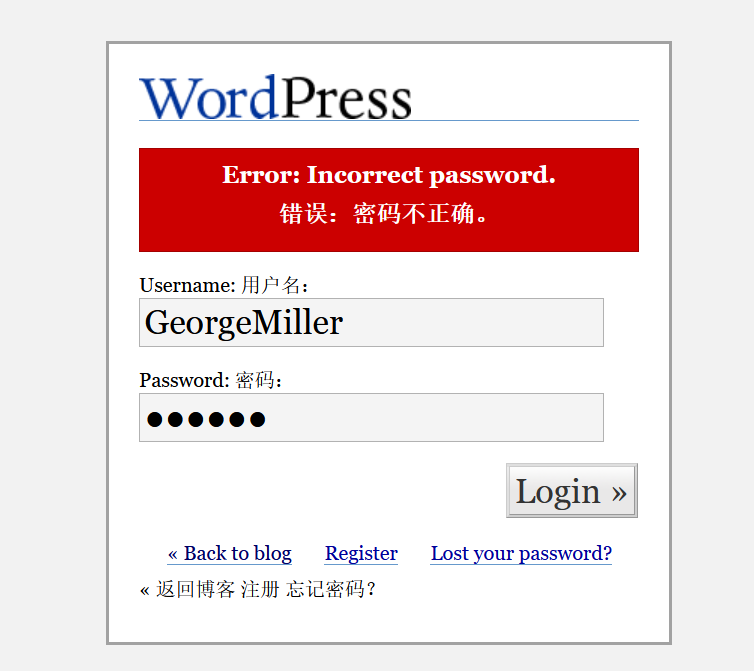 WordPress
Error: Incorrect password.
错误：密码不正确。
Username: 用户名：
GeorgeMiller
Password: 密码：
●●●●●●
Login »
« Back to blog Register Lost your password?
« 返回博客 注册 忘记密码？